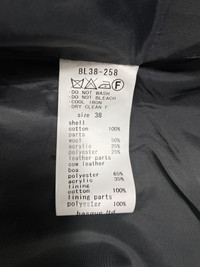 BL38-258
F
DO NOT WASH
DO NOT BLEACH
COOL IRON
DRY CLEAN F
size 38
shell
cotton 100%
parts
wool 50%
acrylic 25%
polyester 25%
leather parts
cow leather
boa
polyester 65%
acrylic 35%
lining
cotton 100%
lining parts
polyester 100%